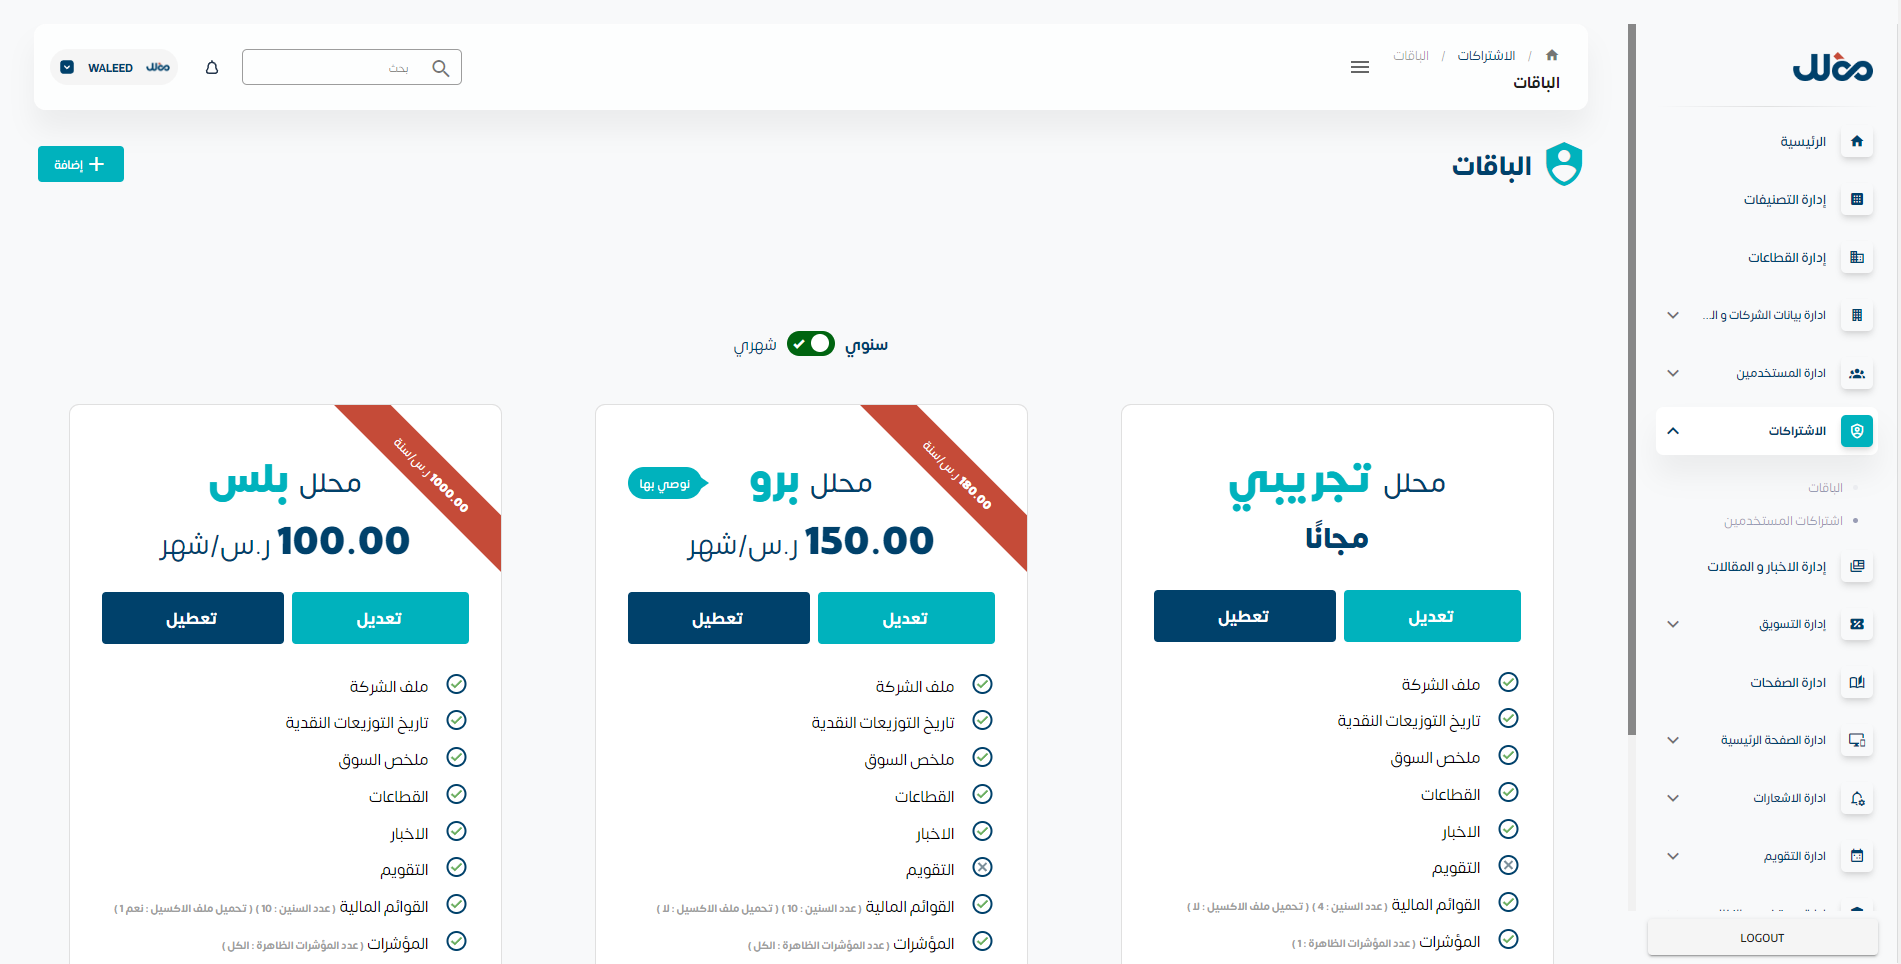 محلل
الرئيسية
إدارة التصنيفات
إدارة القطاعات
ادارة بيانات الشركات و الـ...
ادارة المستخدمين
الاشتراكات
الباقات
اشتراكات المستخدمين
إدارة الاخبار و المقالات
إدارة التسويق
ادارة الصفحات
ادارة الصفحة الرئيسية
ادارة الاشعارات
ادارة التقويم
LOGOUT
الاشتراكات / الباقات
الباقات
بحث
محلل WALEED
الباقات
إضافة
سنوي شهري
محلل تجريبي
مجانًا
تعديل تعطيل
ملف الشركة
تاريخ التوزيعات النقدية
ملخص السوق
القطاعات
الاخبار
التقويم
القوائم المالية ( عدد السنين : 4 ) ( تحميل ملف الاكسيل : لا )
المؤشرات ( عدد المؤشرات الظاهرة : 1 )
180.00 ر.س/سنة
محلل برو
نوصي بها
150.00 ر.س/شهر
تعديل تعطيل
ملف الشركة
تاريخ التوزيعات النقدية
ملخص السوق
القطاعات
الاخبار
التقويم
القوائم المالية ( عدد السنين : 10 ) ( تحميل ملف الاكسيل : لا )
المؤشرات ( عدد المؤشرات الظاهرة : الكل )
1000.00 ر.س/سنة
محلل بلس
100.00 ر.س/شهر
تعديل تعطيل
ملف الشركة
تاريخ التوزيعات النقدية
ملخص السوق
القطاعات
الاخبار
التقويم
القوائم المالية ( عدد السنين : 10 ) ( تحميل ملف الاكسيل : نعم 1 )
المؤشرات ( عدد المؤشرات الظاهرة : الكل )